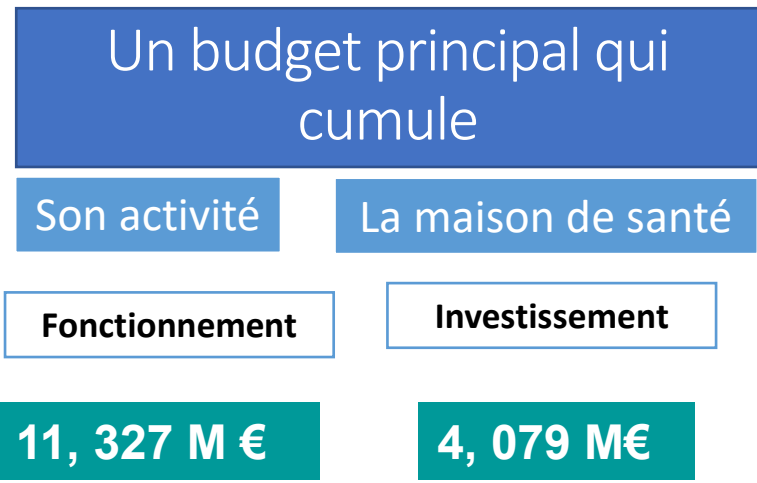 Un budget principal qui
cumule
Son activité
La maison de santé
Fonctionnement
Investissement
11, 327 M €
4, 079 M€